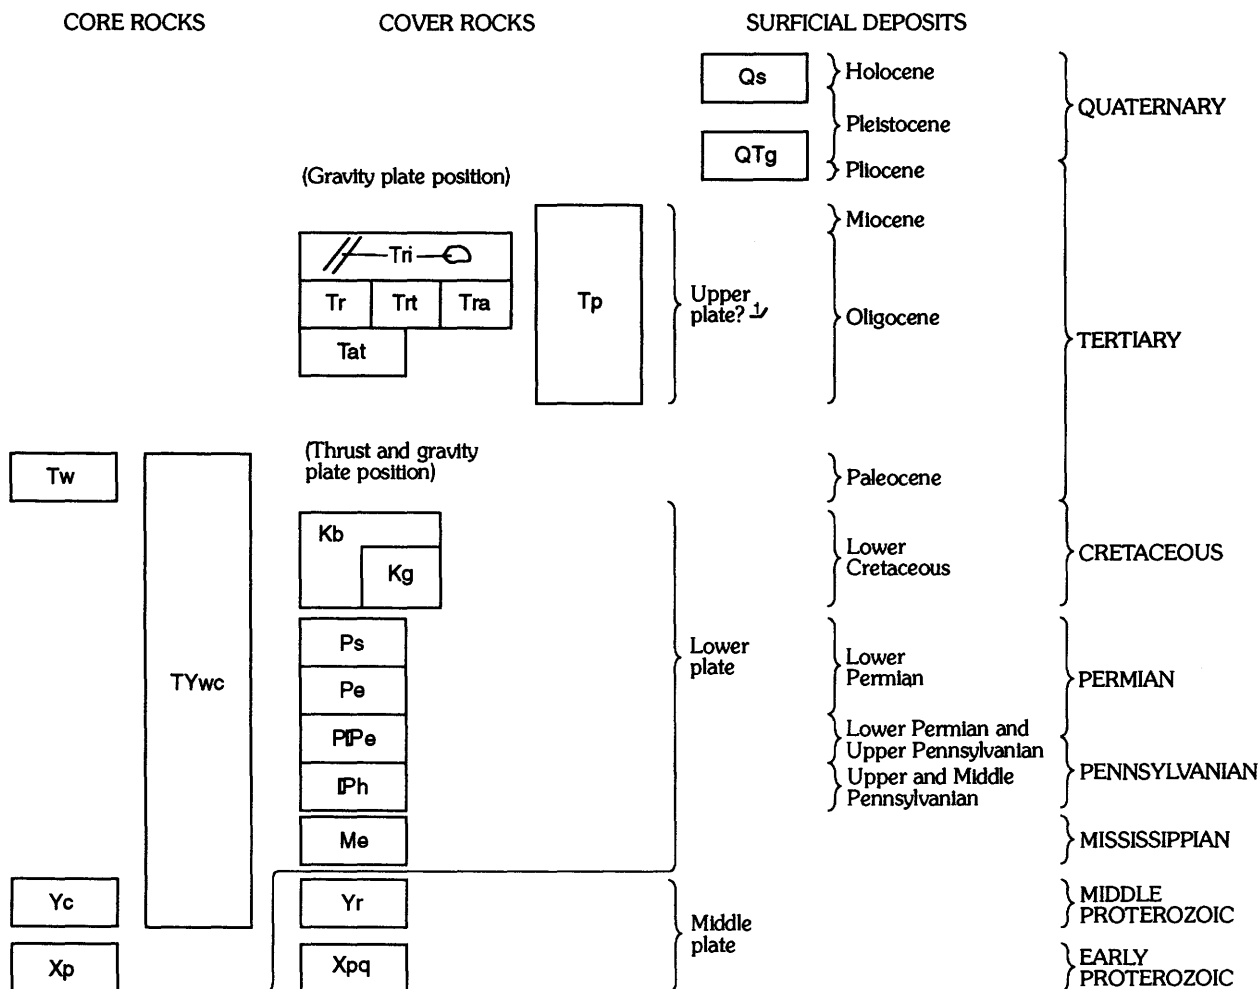 CORE ROCKS
COVER ROCKS
SURFICIAL DEPOSITS
Qs
Holocene
QUATERNARY
Pleistocene
QTg
Pliocene
(Gravity plate position)
Miocene
Tri
Tr
Trt
Tra
Tp
Upper
plate? 1/
Oligocene
TERTIARY
Tat
(Thrust and gravity
plate position)
Tw
Paleocene
Kb
Kg
Lower
Cretaceous
CRETACEOUS
TYwc
Ps
Pe
Lower
plate
Lower
Permian
PERMIAN
PIPe
Lower Permian and
Upper Pennsylvanian
IPh
Upper and Middle
Pennsylvanian
PENNSYLVANIAN
Me
MISSISSIPPIAN
Yc
Yr
Middle
plate
MIDDLE
PROTEROZOIC
Xp
Xpq
EARLY
PROTEROZOIC